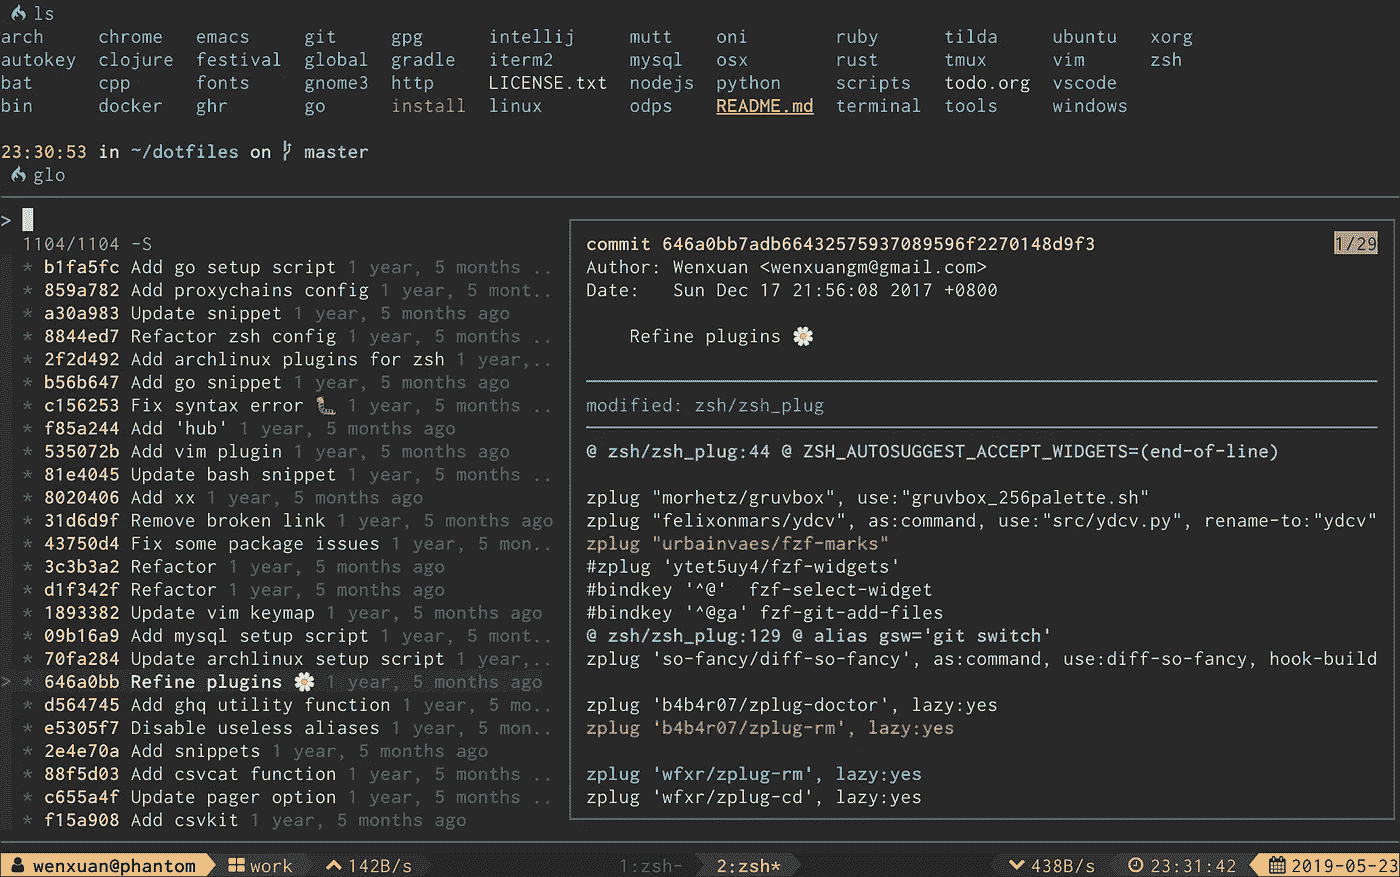 ls
arch chrome emacs git gpg intellij mutt oni ruby tilda ubuntu xorg
autokey clojure festival global gradle iterm2 mysql osx rust tmux vim zsh
bat cpp fonts gnome3 http LICENSE.txt nodejs python scripts todo.org vscode
bin docker ghr go install linux odps README.md terminal tools windows
23:30:53 in ~/dotfiles on master
glo
>
1104/1104 -S
* b1fa5fc Add go setup script 1 year, 5 months ..
* 859a782 Add proxychains config 1 year, 5 mont..
* a30a983 Update snippet 1 year, 5 months ago
* 8844ed7 Refactor zsh config 1 year, 5 months ..
* 2f2d492 Add archlinux plugins for zsh 1 year,..
* b56b647 Add go snippet 1 year, 5 months ago
* c156253 Fix syntax error 🐛 1 year, 5 months ..
* f85a244 Add 'hub' 1 year, 5 months ago
* 535072b Add vim plugin 1 year, 5 months ago
* 81e4045 Update bash snippet 1 year, 5 months ..
* 8020406 Add xx 1 year, 5 months ago
* 31d6d9f Remove broken link 1 year, 5 months ago
* 43750d4 Fix some package issues 1 year, 5 mon..
* 3c3b3a2 Refactor 1 year, 5 months ago
* d1f342f Refactor 1 year, 5 months ago
* 1893382 Update vim keymap 1 year, 5 months ago
* 09b16a9 Add mysql setup script 1 year, 5 months ..
* 70fa284 Update archlinux setup script 1 year,..
> * 646a0bb Refine plugins 🌼 1 year, 5 months ago
* d564745 Add ghq utility function 1 year, 5 mo..
* e5305f7 Disable useless aliases 1 year, 5 mon..
* 2e4e70a Add snippets 1 year, 5 months ago
* 88f5d03 Add csvcat function 1 year, 5 months ..
* c655a4f Update pager option 1 year, 5 months ..
* f15a908 Add csvkit 1 year, 5 months ago
commit 646a0bb7adb66432575937089596f2270148d9f3 1/29
Author: Wenxuan <wenxuangm@gmail.com>
Date: Sun Dec 17 21:56:08 2017 +0800
Refine plugins 🌼
modified: zsh/zsh_plug
@ zsh/zsh_plug:44 @ ZSH_AUTOSUGGEST_ACCEPT_WIDGETS=(end-of-line)
zplug "morhetz/gruvbox", use:"gruvbox_256palette.sh"
zplug "felixonmars/ydcv", as:command, use:"src/ydcv.py", rename-to:"ydcv"
zplug "urbainvaes/fzf-marks"
#zplug 'ytet5uy4/fzf-widgets'
#bindkey '^@' fzf-select-widget
#bindkey '^@ga' fzf-git-add-files
@ zsh/zsh_plug:129 @ alias gsw='git switch'
zplug 'so-fancy/diff-so-fancy', as:command, use:diff-so-fancy, hook-build
zplug 'b4b4r07/zplug-doctor', lazy:yes
zplug 'b4b4r07/zplug-rm', lazy:yes
zplug 'wfxr/zplug-rm', lazy:yes
zplug 'wfxr/zplug-cd', lazy:yes
wenxuan@phantom work 142B/s 1:zsh- 2:zsh* 438B/s 23:31:42 2019-05-23